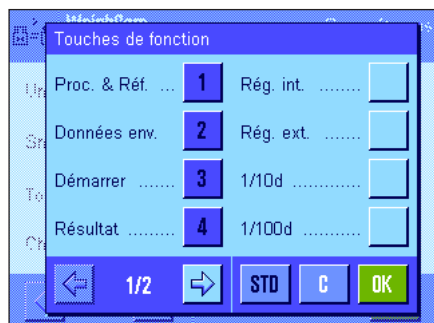 Touches de fonction
Proc. & Réf. ... 1 Rég. int. ........
Données env. 2 Rég. ext. .......
Démarrer ....... 3 1/10d ............
Résultat ......... 4 1/100d ..........
1/2 STD C OK